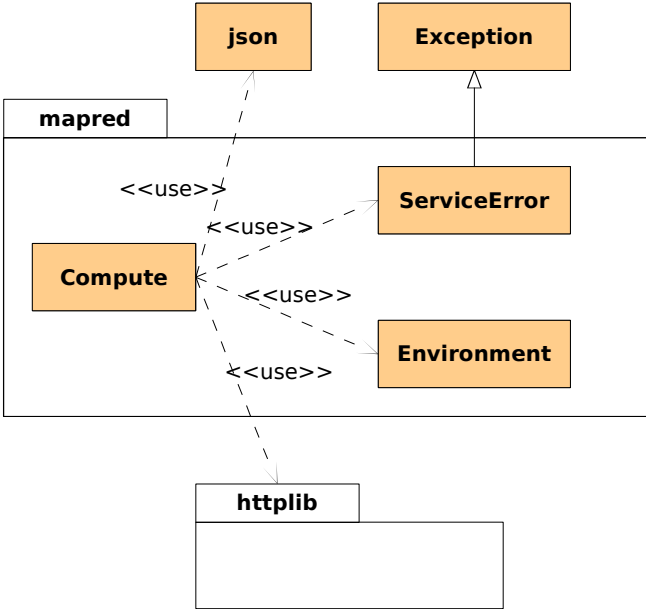 json
Exception
mapred
<<use>>
ServiceError
<<use>>
Compute
<<use>>
Environment
<<use>>
httplib